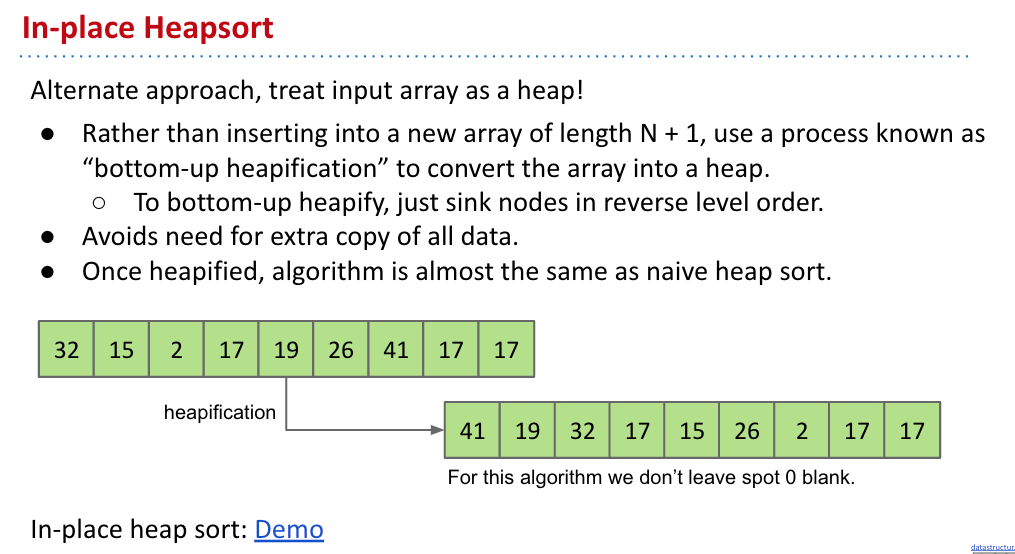 In-place Heapsort
Alternate approach, treat input array as a heap!
● Rather than inserting into a new array of length N + 1, use a process known as
“bottom-up heapification” to convert the array into a heap.
○ To bottom-up heapify, just sink nodes in reverse level order.
● Avoids need for extra copy of all data.
● Once heapified, algorithm is almost the same as naive heap sort.
32 15 2 17 19 26 41 17 17
heapification
41 19 32 17 15 26 2 17 17
For this algorithm we don’t leave spot 0 blank.
In-place heap sort: Demo
datastructur.